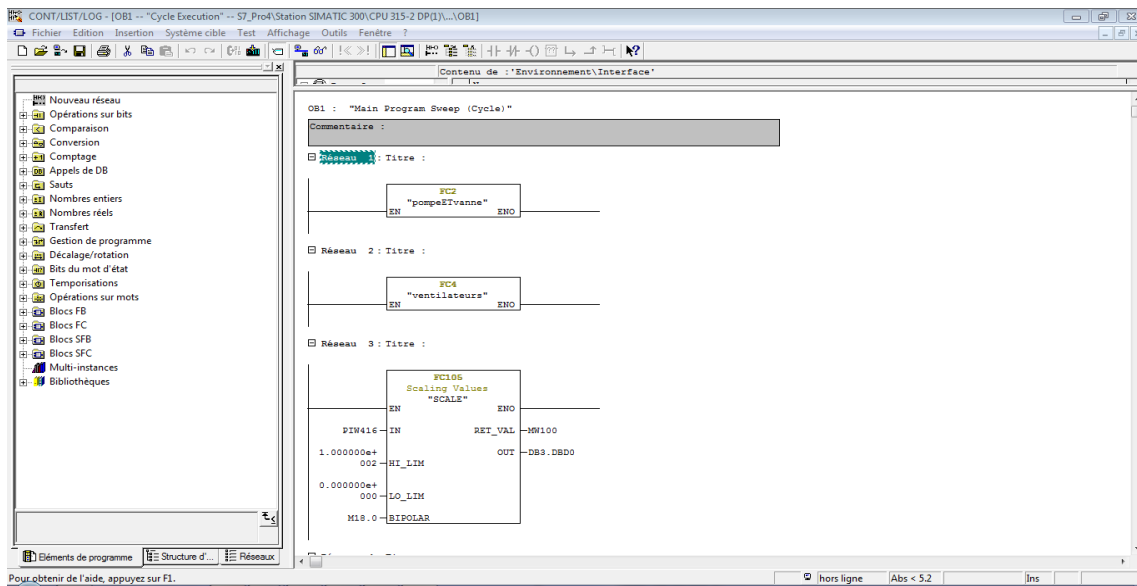 CONT/LIST/LOG - [OB1 -- "Cycle Execution" -- S7_Pro4\Station SIMATIC 300\CPU 315-2 DP(1)\...\OB1]
Fichier Edition Insertion Système cible Test Affichage Outils Fenêtre ?
Contenu de :'Environnement\Interface'
Nouveau réseau
Opérations sur bits
Comparaison
Conversion
Comptage
Appels de DB
Sauts
Nombres entiers
Nombres réels
Transfert
Gestion de programme
Décalage/rotation
Bits du mot d'état
Temporisations
Opérations sur mots
Blocs FB
Blocs FC
Blocs SFB
Blocs SFC
Multi-instances
Bibliothèques
Eléments de programme
Structure d'...
Réseaux
OB1 : "Main Program Sweep (Cycle)"
Commentaire :
Réseau 1 : Titre :
FC2
"pompeETvanne"
EN ENO
Réseau 2 : Titre :
FC4
"ventilateurs"
EN ENO
Réseau 3 : Titre :
FC105
Scaling Values
"SCALE"
EN ENO
PIW416 IN RET_VAL MW100
1.000000e+ OUT DB3.DBD0
002 HI_LIM
0.000000e+
000 LO_LIM
M18.0 BIPOLAR
Pour obtenir de l'aide, appuyez sur F1.
hors ligne
Abs < 5.2
Ins